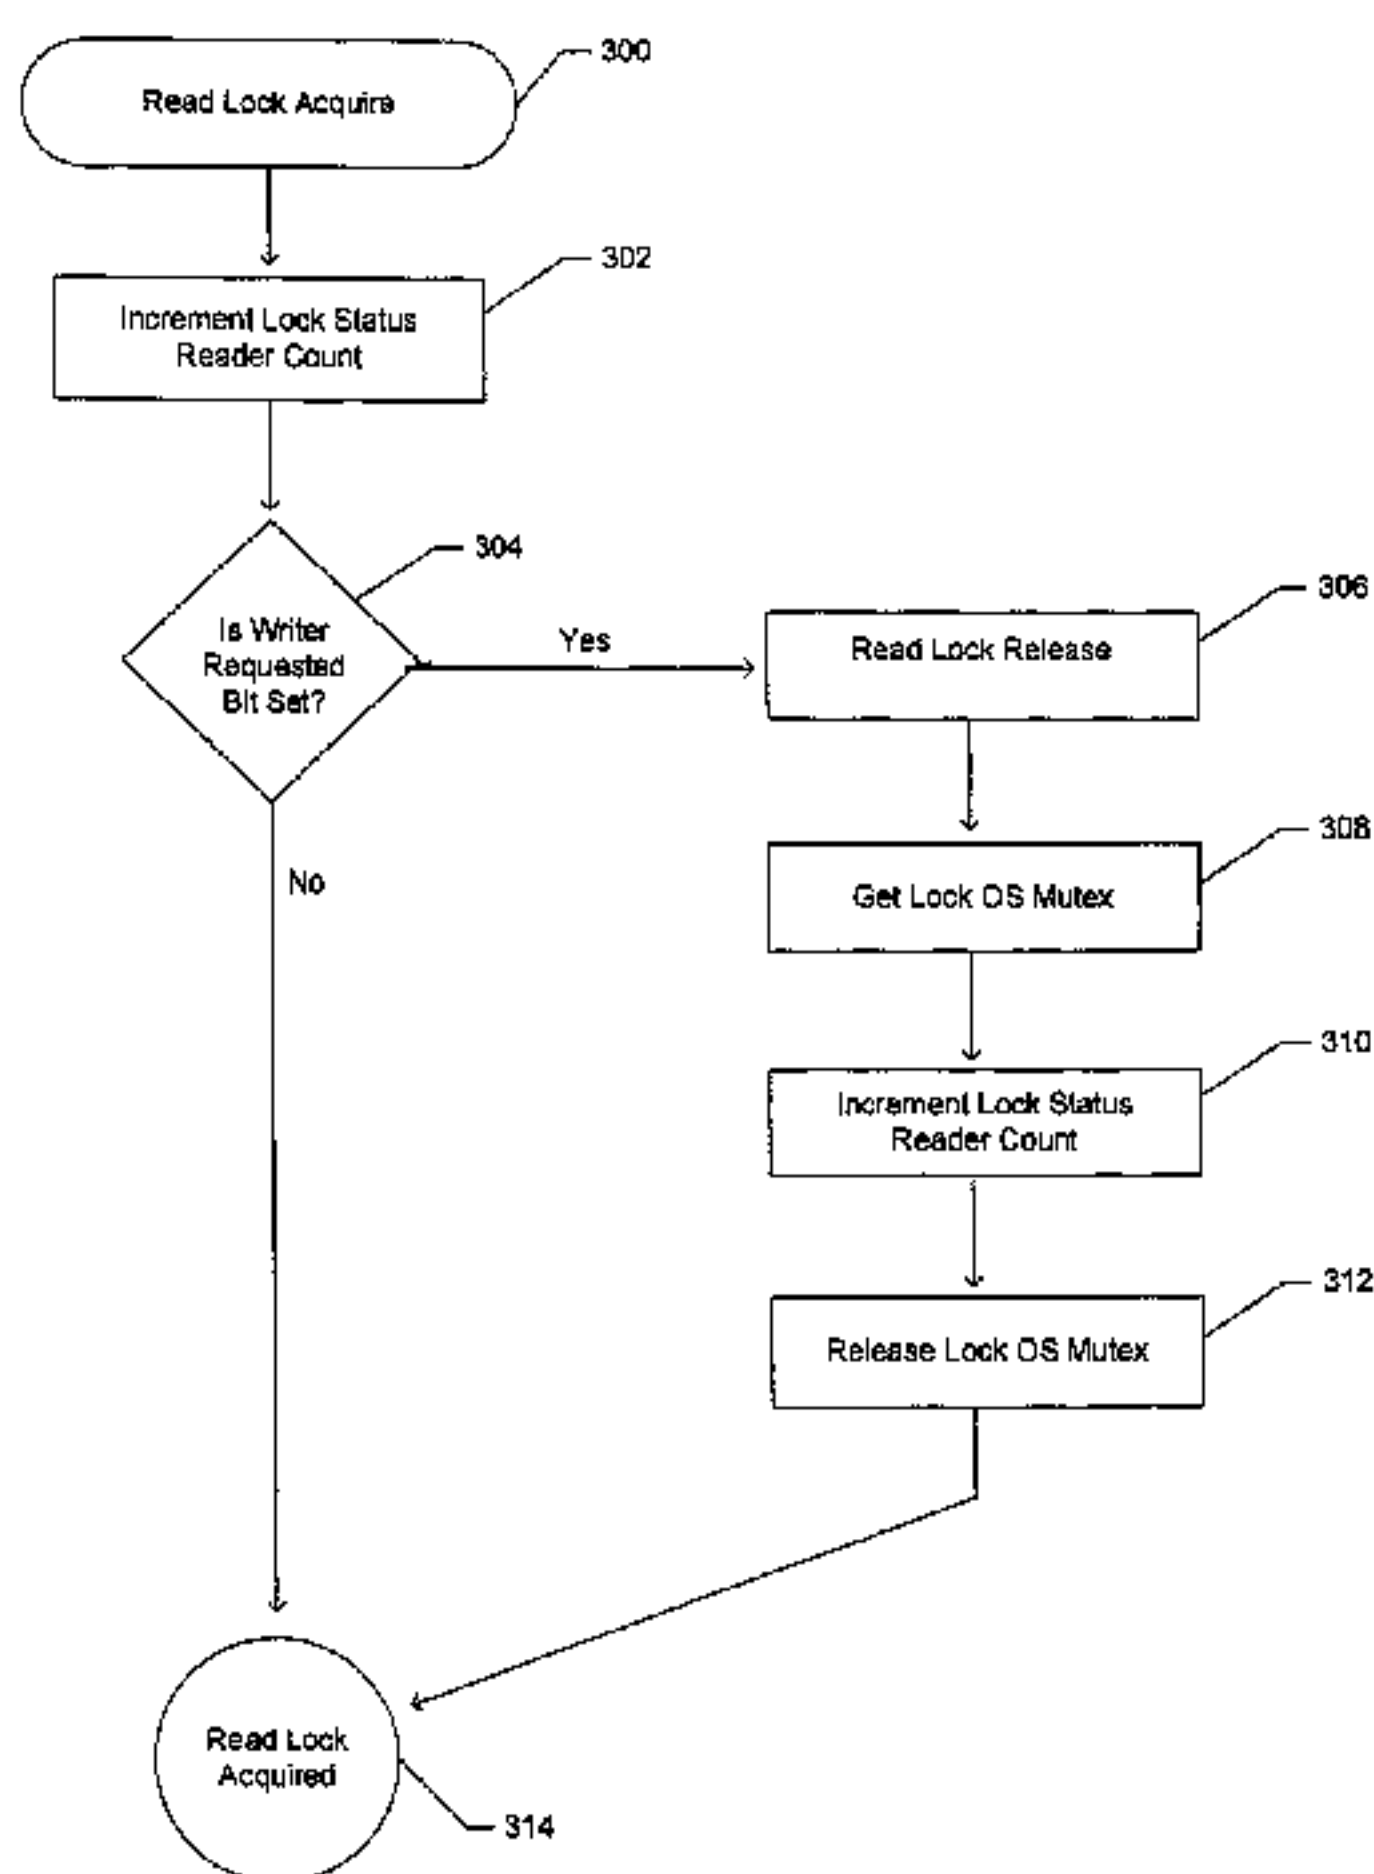 300
Read Lock Acquire
302
Increment Lock Status
Reader Count
304
Is Writer
Requested
Bit Set?
Yes
306
Read Lock Release
No
308
Get Lock OS Mutex
310
Increment Lock Status
Reader Count
312
Release Lock OS Mutex
Read Lock
Acquired
314